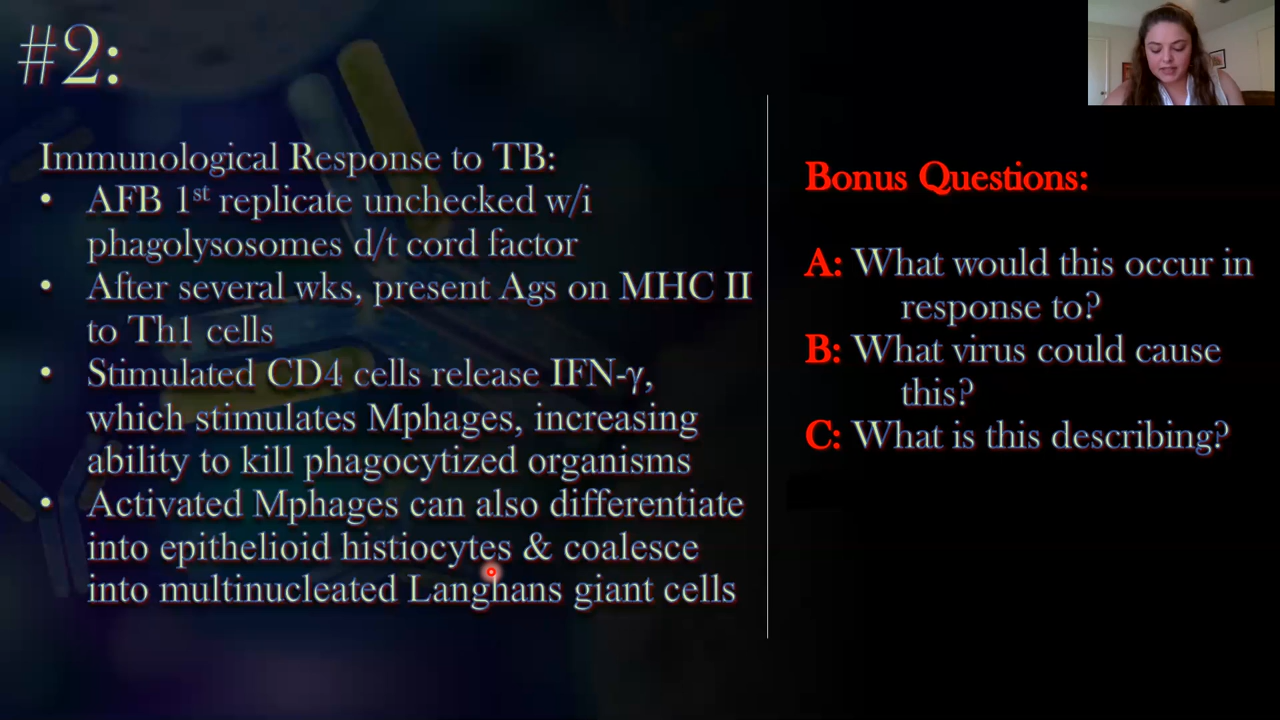 #2:
Immunological Response to TB:
• AFB 1st replicate unchecked w/i
phagolysosomes d/t cord factor
• After several wks, present Ags on MHC II
to Th1 cells
• Stimulated CD4 cells release IFN-γ,
which stimulates Mphages, increasing
ability to kill phagocytized organisms
• Activated Mphages can also differentiate
into epithelioid histiocytes & coalesce
into multinucleated Langhans giant cells
Bonus Questions:
A: What would this occur in
response to?
B: What virus could cause
this?
C: What is this describing?